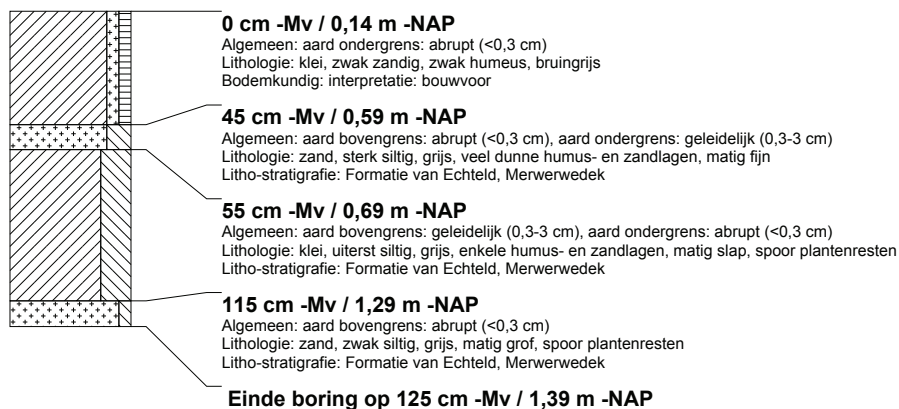 0 cm -Mv / 0,14 m -NAP
Algemeen: aard ondergrens: abrupt (<0,3 cm)
Lithologie: klei, zwak zandig, zwak humeus, bruingrijs
Bodemkundig: interpretatie: bouwvoor
45 cm -Mv / 0,59 m -NAP
Algemeen: aard bovengrens: abrupt (<0,3 cm), aard ondergrens: geleidelijk (0,3-3 cm)
Lithologie: zand, sterk siltig, grijs, veel dunne humus- en zandlagen, matig fijn
Litho-stratigrafie: Formatie van Echteld, Merwerwedek
55 cm -Mv / 0,69 m -NAP
Algemeen: aard bovengrens: geleidelijk (0,3-3 cm), aard ondergrens: abrupt (<0,3 cm)
Lithologie: klei, uiterst siltig, grijs, enkele humus- en zandlagen, matig slap, spoor plantenresten
Litho-stratigrafie: Formatie van Echteld, Merwerwedek
115 cm -Mv / 1,29 m -NAP
Algemeen: aard bovengrens: abrupt (<0,3 cm)
Lithologie: zand, zwak siltig, grijs, matig grof, spoor plantenresten
Litho-stratigrafie: Formatie van Echteld, Merwerwedek
Einde boring op 125 cm -Mv / 1,39 m -NAP